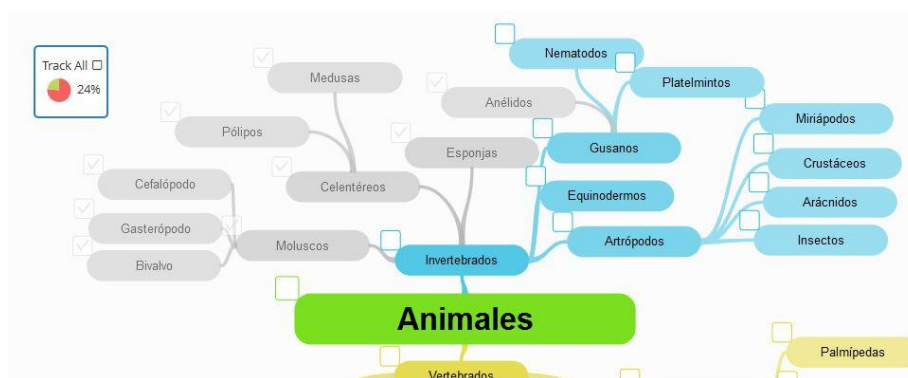 Track All
24%
Medusas
Pólipos
Cefalópodo
Gasterópodo
Bivalvo
Celentéreos
Moluscos
Esponjas
Anélidos
Nematodos
Platelmintos
Gusanos
Equinodermos
Artrópodos
Miriápodos
Crustáceos
Arácnidos
Insectos
Invertebrados
Animales
Vertebrados
Palmípedas